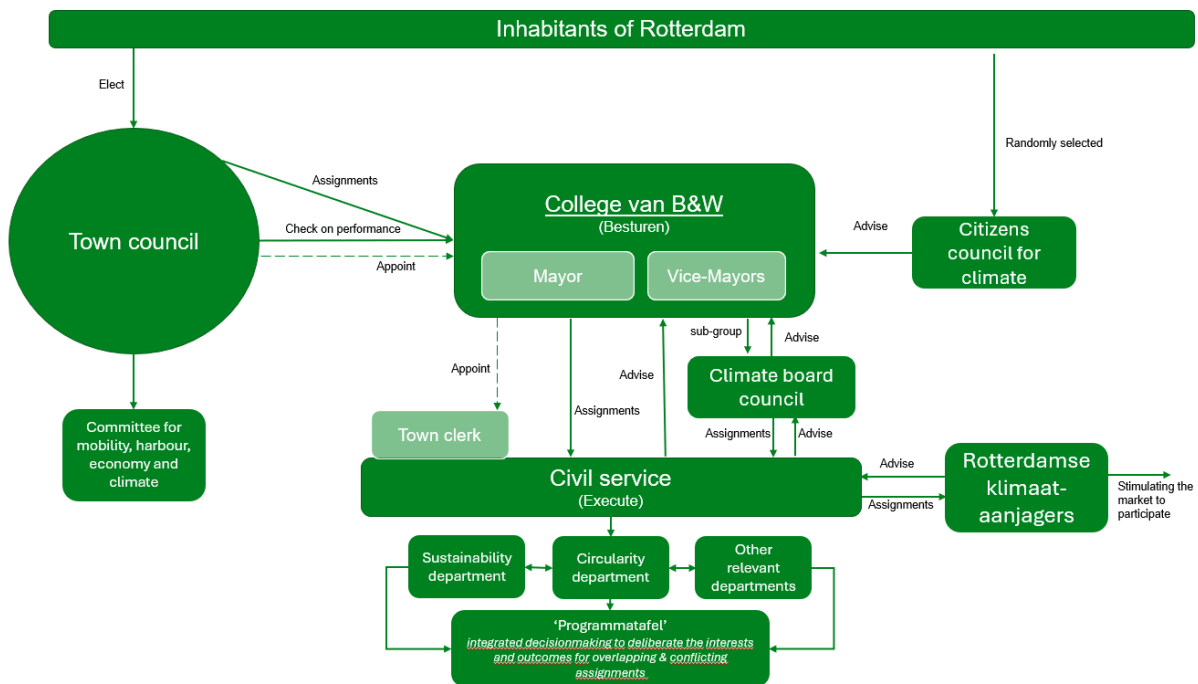 Inhabitants of Rotterdam
Elect
Randomly selected
Town council
Assignments
Check on performance
Appoint
College van B&W
(Besturen)
Mayor
Vice-Mayors
Advise
Citizens
council for
climate
sub-group
Advise
Appoint
Advise
Assignments
Climate board
council
Assignments
Advise
Committee for
mobility, harbour,
economy and
climate
Town clerk
Civil service
(Execute)
Advise
Assignments
Rotterdamse
klimaat-
aanjagers
Stimulating the
market to
participate
Sustainability
department
Circularity
department
Other
relevant
departments
‘Programmatafel’
integrated decisionmaking to deliberate the interests
and outcomes for overlapping & conflicting
assignments